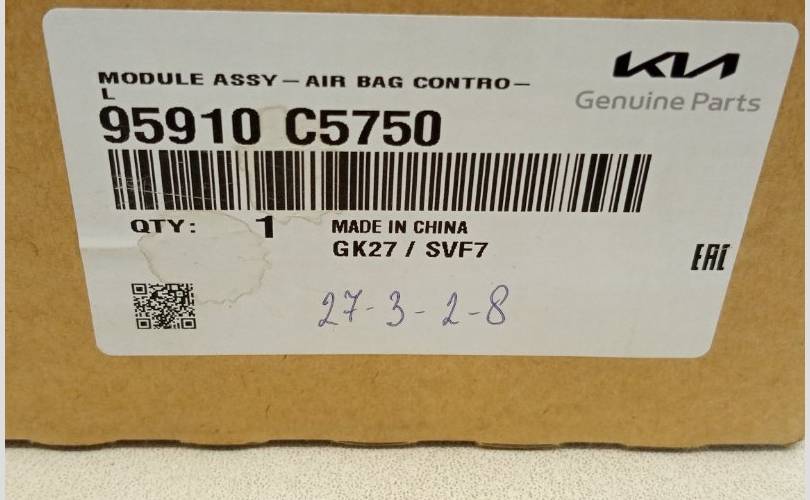 MODULE ASSY-AIR BAG CONTRO-
L
KIA
Genuine Parts
95910 C5750
QTY: 1 MADE IN CHINA
GK27 / SVF7
EAC
27-3-2-8